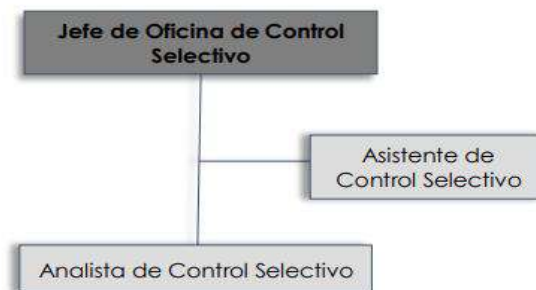 Jefe de Oficina de Control
Selectivo
Asistente de
Control Selectivo
Analista de Control Selectivo